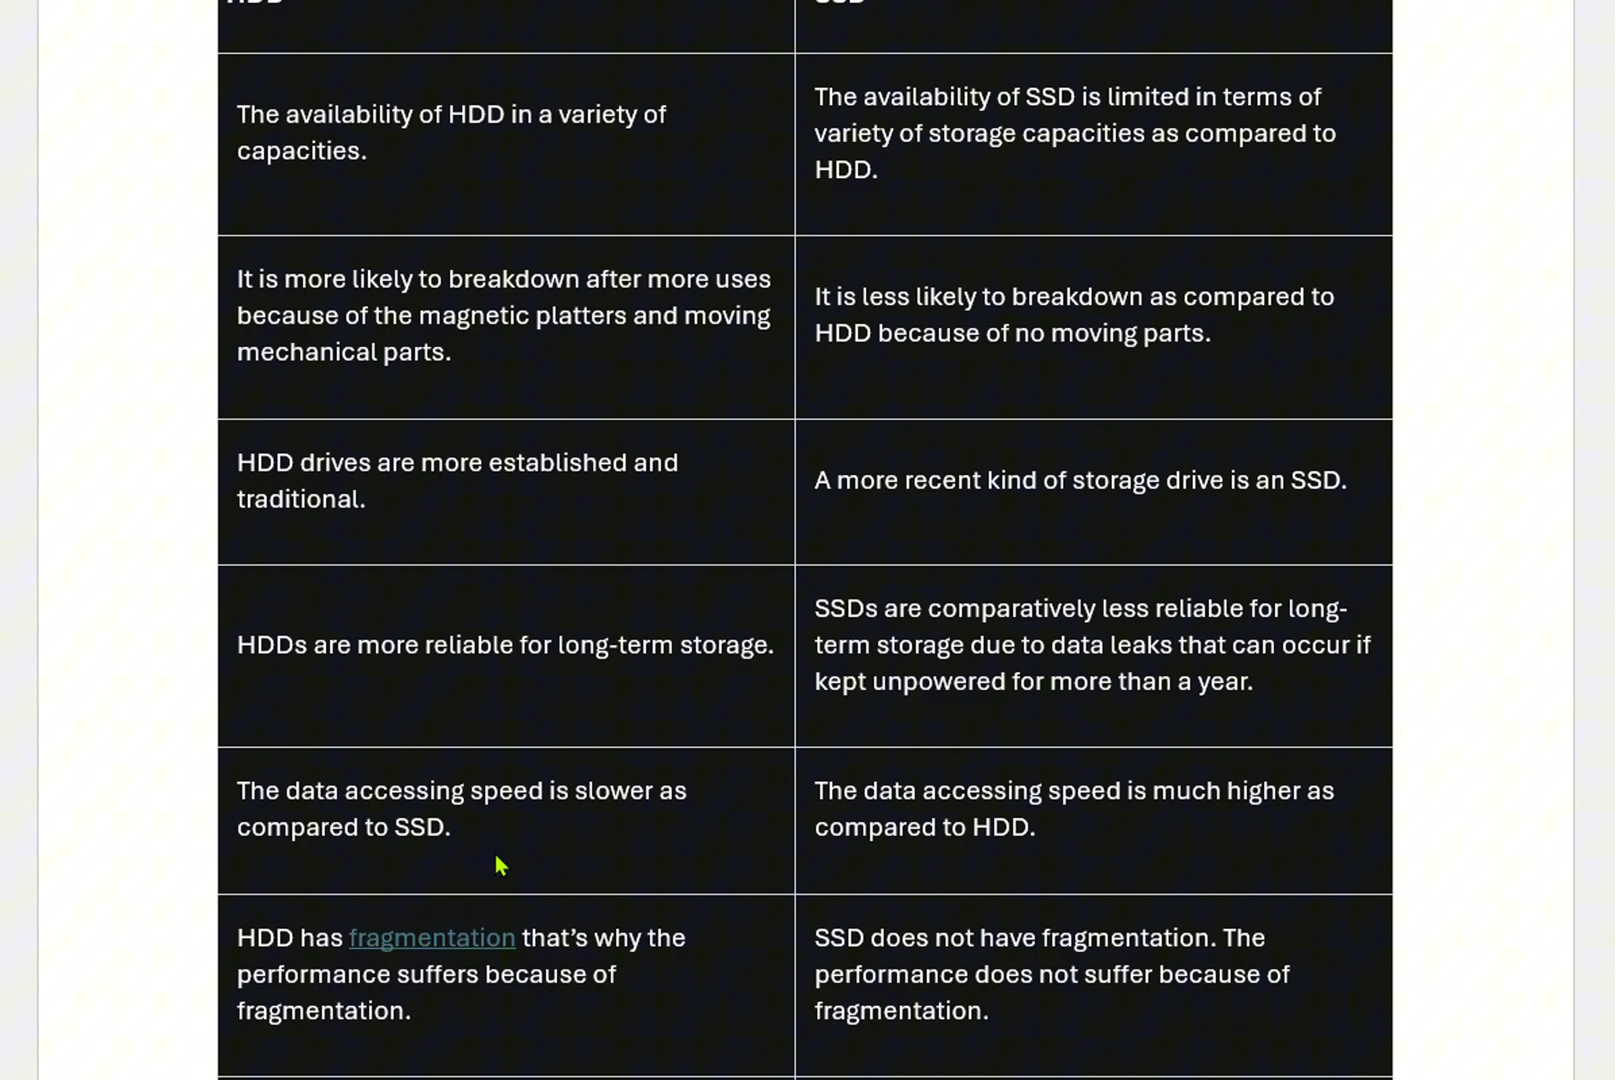 HDD
SSD
The availability of HDD in a variety of
capacities.
The availability of SSD is limited in terms of
variety of storage capacities as compared to
HDD.
It is more likely to breakdown after more uses
because of the magnetic platters and moving
mechanical parts.
It is less likely to breakdown as compared to
HDD because of no moving parts.
HDD drives are more established and
traditional.
A more recent kind of storage drive is an SSD.
HDDs are more reliable for long-term storage.
SSDs are comparatively less reliable for long-
term storage due to data leaks that can occur if
kept unpowered for more than a year.
The data accessing speed is slower as
compared to SSD.
The data accessing speed is much higher as
compared to HDD.
HDD has fragmentation that’s why the
performance suffers because of
fragmentation.
SSD does not have fragmentation. The
performance does not suffer because of
fragmentation.